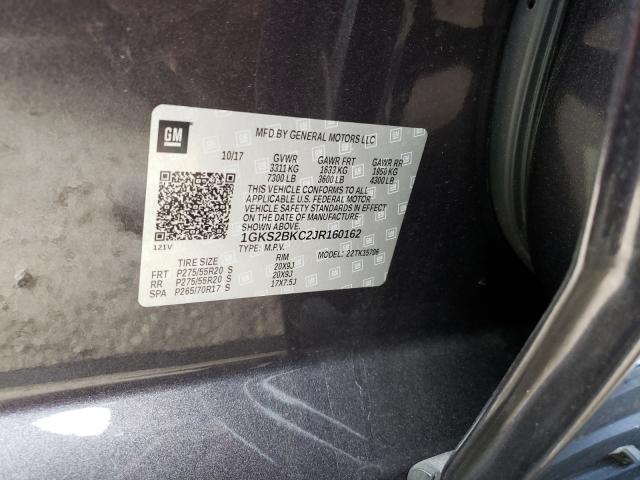 GM
MFD BY GENERAL MOTORS LLC
10/17 GVWR GAWR FRT GAWR RR
3311 KG 1633 KG 1950 KG
7300 LB 3600 LB 4300 LB
THIS VEHICLE CONFORMS TO ALL
APPLICABLE U.S. FEDERAL MOTOR
VEHICLE SAFETY STANDARDS IN EFFECT
ON THE DATE OF MANUFACTURE
SHOWN ABOVE.
1GKS2BKC2JR160162
121V TYPE: M.P.V. MODEL: 22TK15706
TIRE SIZE RIM
FRT P275/55R20 S 20X9J
RR P275/55R20 S 20X9J
SPA P265/70R17 S 17X7.5J